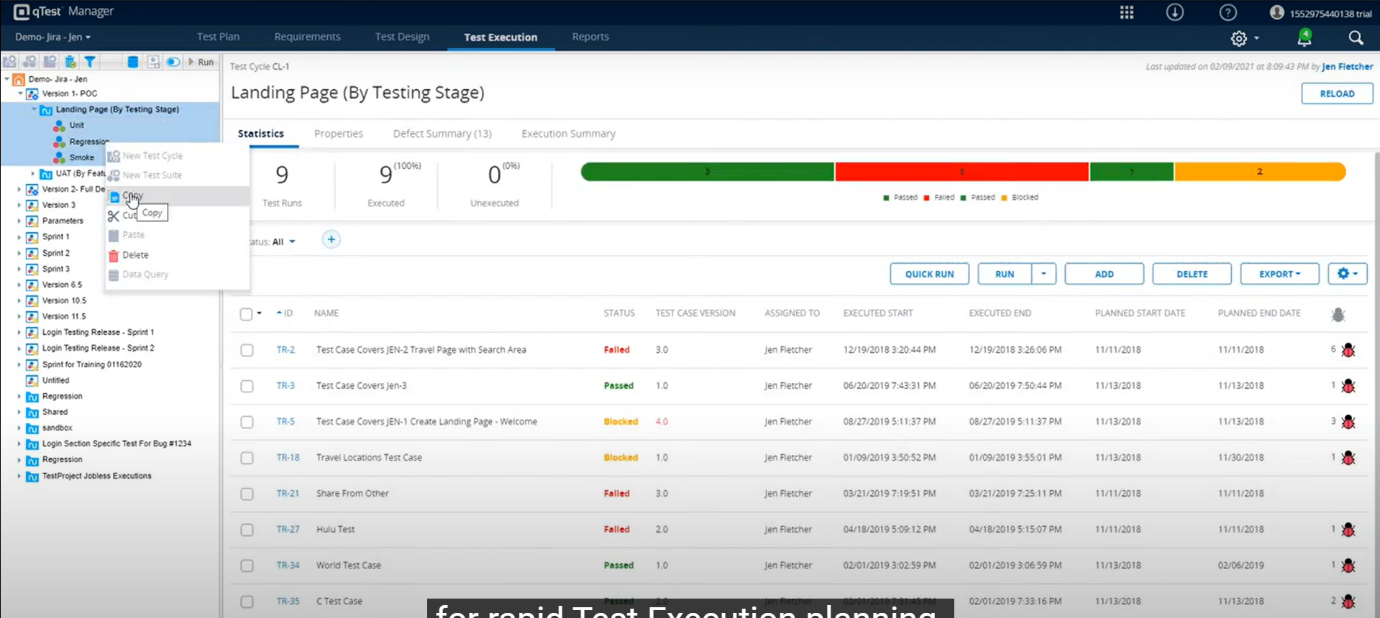 qTest Manager
1552975440138 trial
Demo- Jira - Jen
Test Plan Requirements Test Design Test Execution Reports
4
Run
Demo- Jira - Jen
Version 1- POC
Landing Page (By Testing Stage)
Unit
Regression
Smoke
UAT (By Featu
Version 2- Full De
Version 3
Parameters
Sprint 1
Sprint 2
Sprint 3
Version 6.5
Version 10.5
Version 11.5
Login Testing Release - Sprint 1
Login Testing Release - Sprint 2
Sprint for Training 01162020
Untitled
Regression
Shared
sandbox
Login Section Specific Test For Bug #1234
Regression
TestProject Jobless Executions
New Test Cycle
New Test Suite
Copy
Cut
Copy
Paste
Delete
Data Query
Test Cycle CL-1
Last updated on 02/09/2021 at 8:09:43 PM by Jen Fletcher
Landing Page (By Testing Stage)
RELOAD
Statistics Properties Defect Summary (13) Execution Summary
9 9 (100%) 0 (0%)
Test Runs Executed Unexecuted
3 3 1 2
Passed Failed Passed Blocked
atus: All
QUICK RUN RUN ADD DELETE EXPORT
ID NAME STATUS TEST CASE VERSION ASSIGNED TO EXECUTED START EXECUTED END PLANNED START DATE PLANNED END DATE
TR-2 Test Case Covers JEN-2 Travel Page with Search Area Failed 3.0 Jen Fletcher 12/19/2018 3:20:44 PM 12/19/2018 3:26:06 PM 11/11/2018 11/11/2018 6
TR-3 Test Case Covers Jen-3 Passed 1.0 Jen Fletcher 06/20/2019 7:43:31 PM 06/20/2019 7:50:44 PM 11/13/2018 11/13/2018 1
TR-5 Test Case Covers JEN-1 Create Landing Page - Welcome Blocked 4.0 Jen Fletcher 08/27/2019 5:11:37 PM 08/27/2019 5:11:37 PM 11/13/2018 11/13/2018 3
TR-18 Travel Locations Test Case Blocked 1.0 Jen Fletcher 01/09/2019 3:50:52 PM 01/09/2019 3:55:01 PM 11/13/2018 11/30/2018 1
TR-21 Share From Other Failed 3.0 Jen Fletcher 03/21/2019 7:19:51 PM 03/21/2019 7:25:11 PM 11/11/2018 11/11/2018
TR-27 Hulu Test Failed 2.0 Jen Fletcher 04/18/2019 5:09:12 PM 04/18/2019 5:15:07 PM 11/11/2018 11/11/2018 1
TR-34 World Test Case Passed 1.0 Jen Fletcher 02/01/2019 3:02:59 PM 02/01/2019 3:06:59 PM 11/13/2018 02/06/2019 1
TR-35 C Test Case Passed Jen Fletcher 02/01/2019 7:33:16 PM 11/13/2018 11/13/2018 2
for rapid Test Execution planning